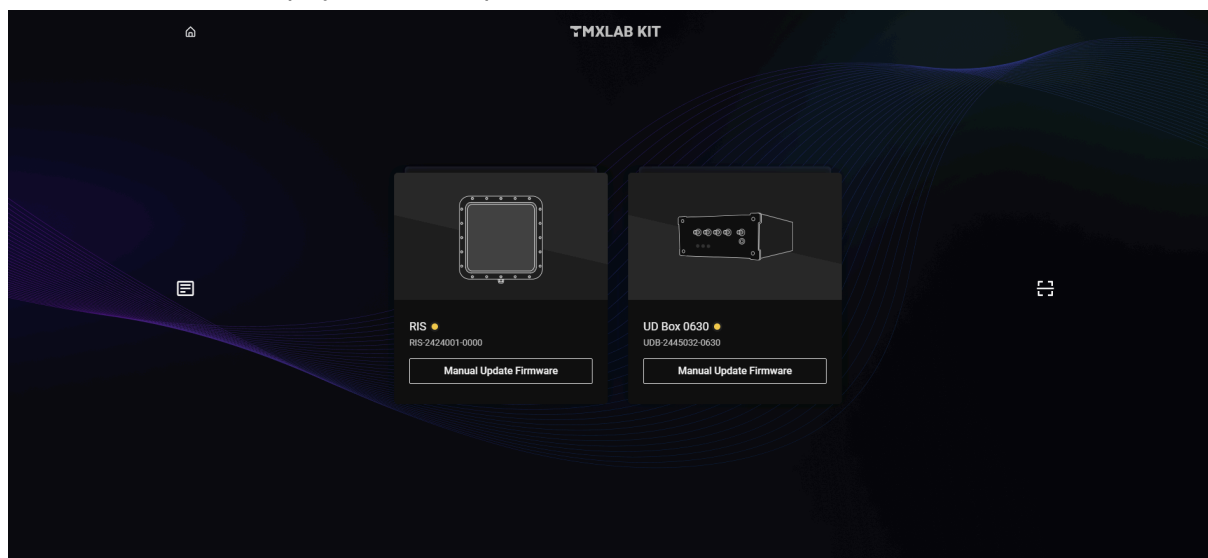 TMXLAB KIT
RIS
RIS-2424001-0000
Manual Update Firmware
UD Box 0630
UDB-2445032-0630
Manual Update Firmware